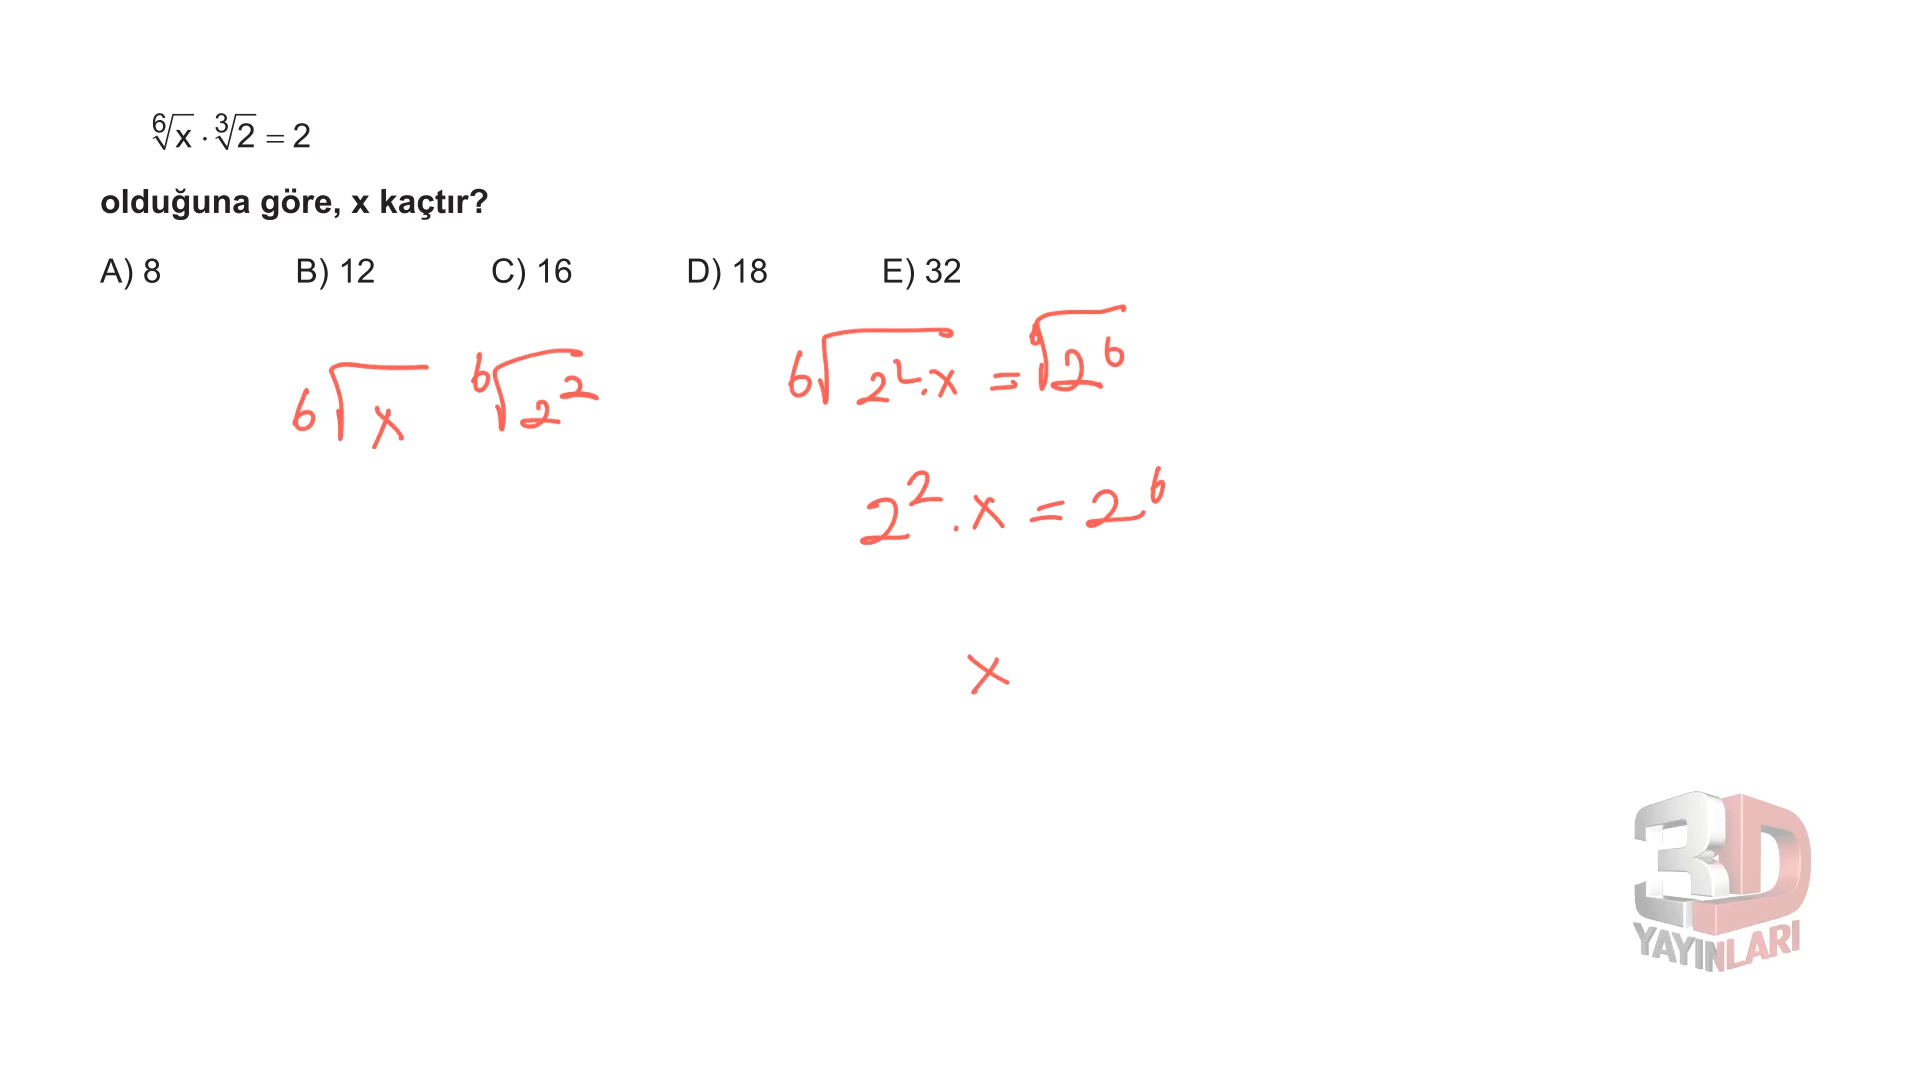 ⁶√x · ³√2 = 2
olduğuna göre, x kaçtır?
A) 8 B) 12 C) 16 D) 18 E) 32
⁶√x ⁶√2² ⁶√2².x = ⁶√2⁶
2² . x = 2⁶
x
3D
YAYINLARI